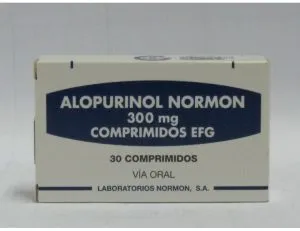 ALOPURINOL NORMON
300 mg
COMPRIMIDOS EFG
30 COMPRIMIDOS
VÍA ORAL
LABORATORIOS NORMON, S.A.